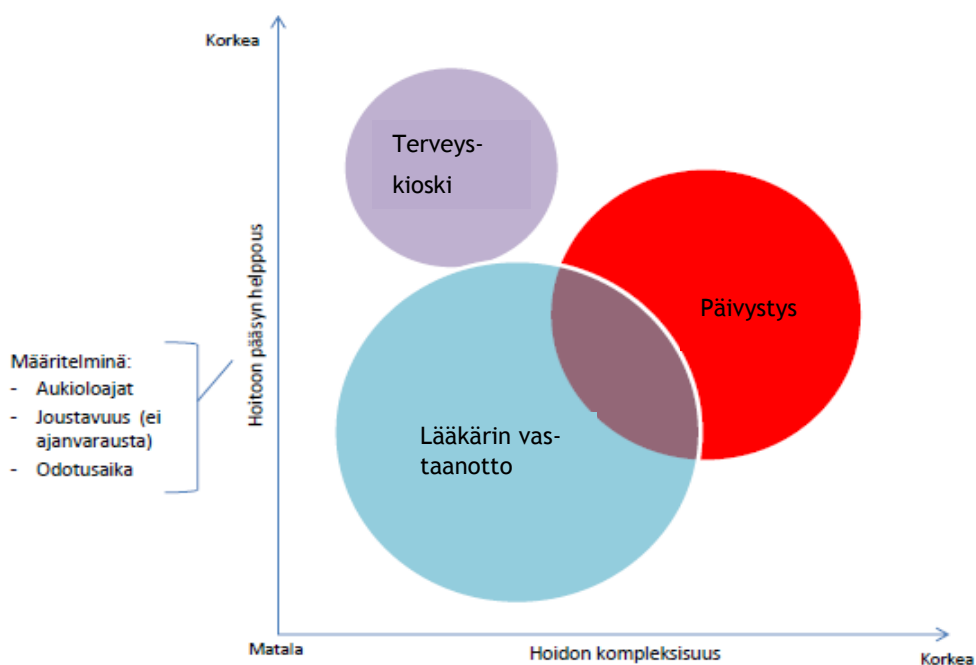 Korkea
Terveys-
kioski
Päivystys
Hoitoon pääsyn helppous
Määritelminä:
- Aukioloajat
- Joustavuus (ei
ajanvarausta)
- Odotusaika
Lääkärin vas-
taanotto
Matala
Hoidon kompleksisuus
Korkea